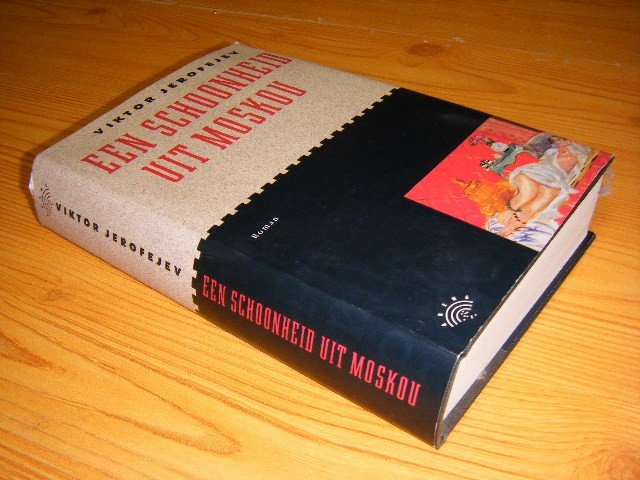 VIKTOR JEROFEJEV
EEN SCHOONHEID
UIT MOSKOU
Roman
VIKTOR JEROFEJEV
EEN SCHOONHEID UIT MOSKOU